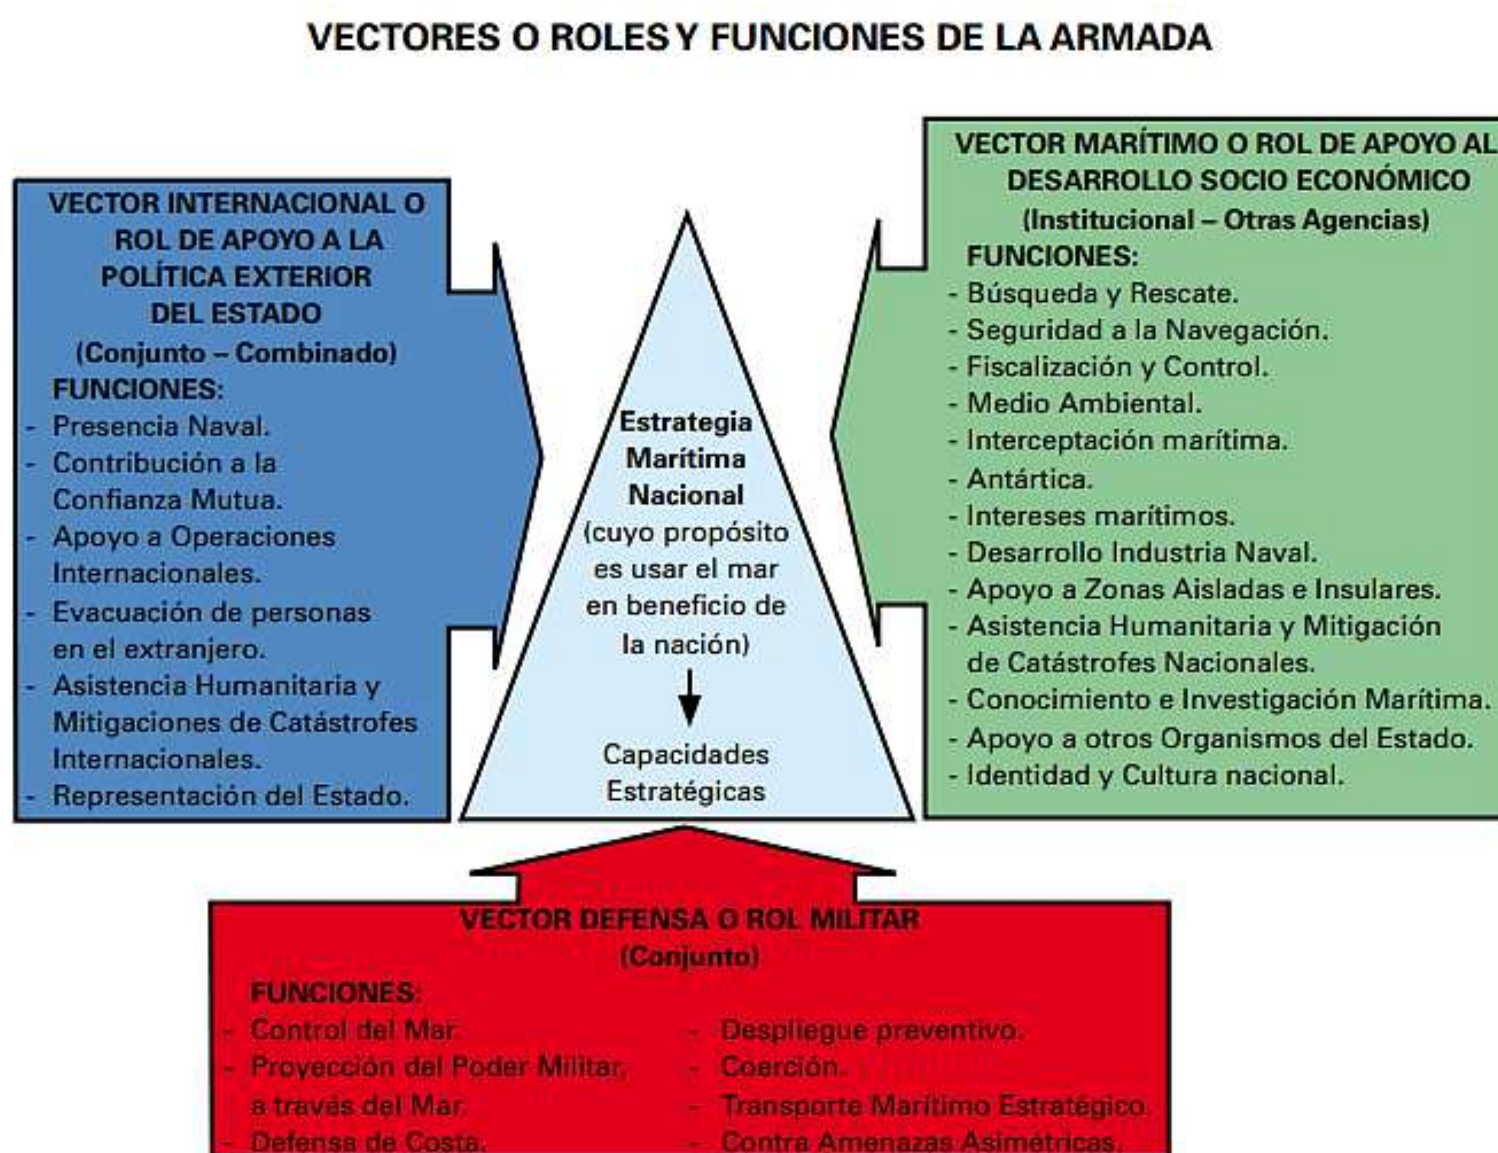 VECTORES O ROLES Y FUNCIONES DE LA ARMADA
VECTOR INTERNACIONAL O
ROL DE APOYO A LA
POLÍTICA EXTERIOR
DEL ESTADO
(Conjunto – Combinado)
FUNCIONES:
- Presencia Naval.
- Contribución a la
Confianza Mutua.
- Apoyo a Operaciones
Internacionales.
- Evacuación de personas
en el extranjero.
- Asistencia Humanitaria y
Mitigaciones de Catástrofes
Internacionales.
- Representación del Estado.
Estrategia
Marítima
Nacional
(cuyo propósito
es usar el mar
en beneficio de
la nación)
Capacidades
Estratégicas
VECTOR MARÍTIMO O ROL DE APOYO AL
DESARROLLO SOCIO ECONÓMICO
(Institucional – Otras Agencias)
FUNCIONES:
- Búsqueda y Rescate.
- Seguridad a la Navegación.
- Fiscalización y Control.
- Medio Ambiental.
- Interceptación marítima.
- Antártica.
- Intereses marítimos.
- Desarrollo Industria Naval.
- Apoyo a Zonas Aisladas e Insulares.
- Asistencia Humanitaria y Mitigación
de Catástrofes Nacionales.
- Conocimiento e Investigación Marítima.
- Apoyo a otros Organismos del Estado.
- Identidad y Cultura nacional.
VECTOR DEFENSA O ROL MILITAR
(Conjunto)
FUNCIONES:
- Control del Mar.
- Proyección del Poder Militar,
a través del Mar.
- Defensa de Costa.
- Despliegue preventivo.
- Coerción.
- Transporte Marítimo Estratégico.
- Contra Amenazas Asimétricas.